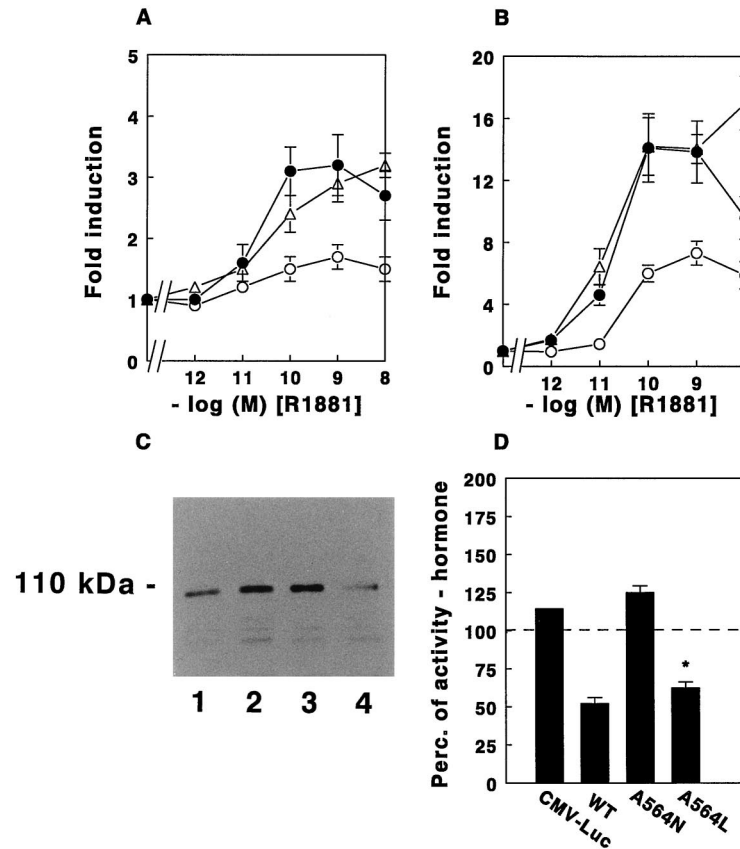 A
B
5
4
3
2
1
0
Fold induction
12 11 10 9 8
- log (M) [R1881]
20
16
12
8
4
0
Fold induction
12 11 10 9
- log (M) [R1881]
C
D
110 kDa -
1 2 3 4
200
175
150
125
100
75
50
25
0
Perc. of activity - hormone
*
CMV-Luc
WT
A564N
A564L